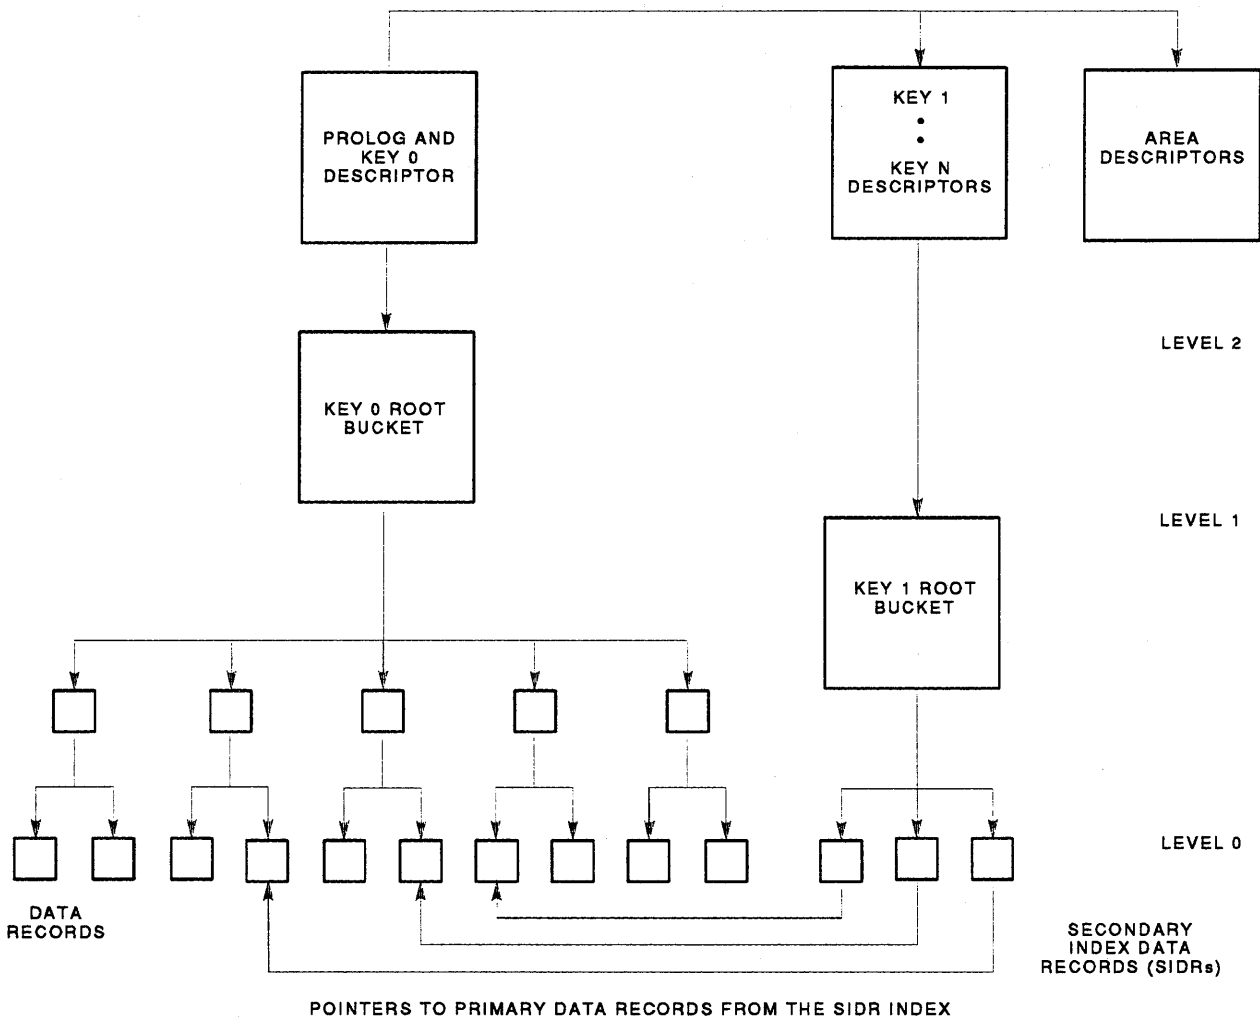 PROLOG AND
KEY 0
DESCRIPTOR
KEY 1
KEY N
DESCRIPTORS
AREA
DESCRIPTORS
LEVEL 2
KEY 0 ROOT
BUCKET
LEVEL 1
KEY 1 ROOT
BUCKET
LEVEL 0
DATA
RECORDS
SECONDARY
INDEX DATA
RECORDS (SIDRs)
POINTERS TO PRIMARY DATA RECORDS FROM THE SIDR INDEX